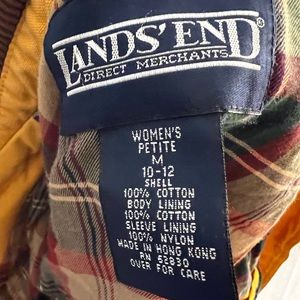 LANDS' END®
DIRECT MERCHANTS
WOMEN'S
PETITE
M
10-12
SHELL
100% COTTON
BODY LINING
100% COTTON
SLEEVE LINING
100% NYLON
MADE IN HONG KONG
RN 52830
OVER FOR CARE